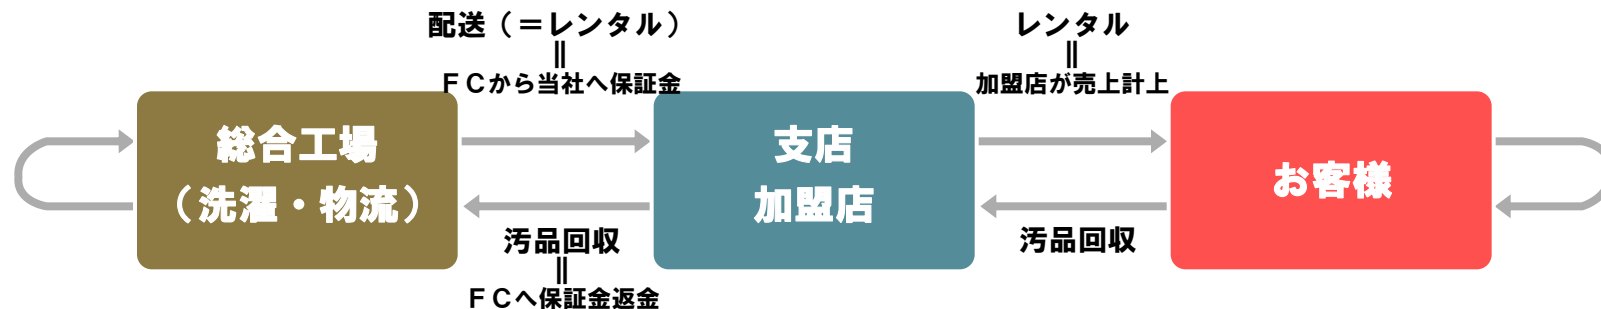 配送（＝レンタル）
||
ＦＣから当社へ保証金
レンタル
||
加盟店が売上計上
総合工場
（洗濯・物流）
支店
加盟店
お客様
汚品回収
||
ＦＣへ保証金返金
汚品回収